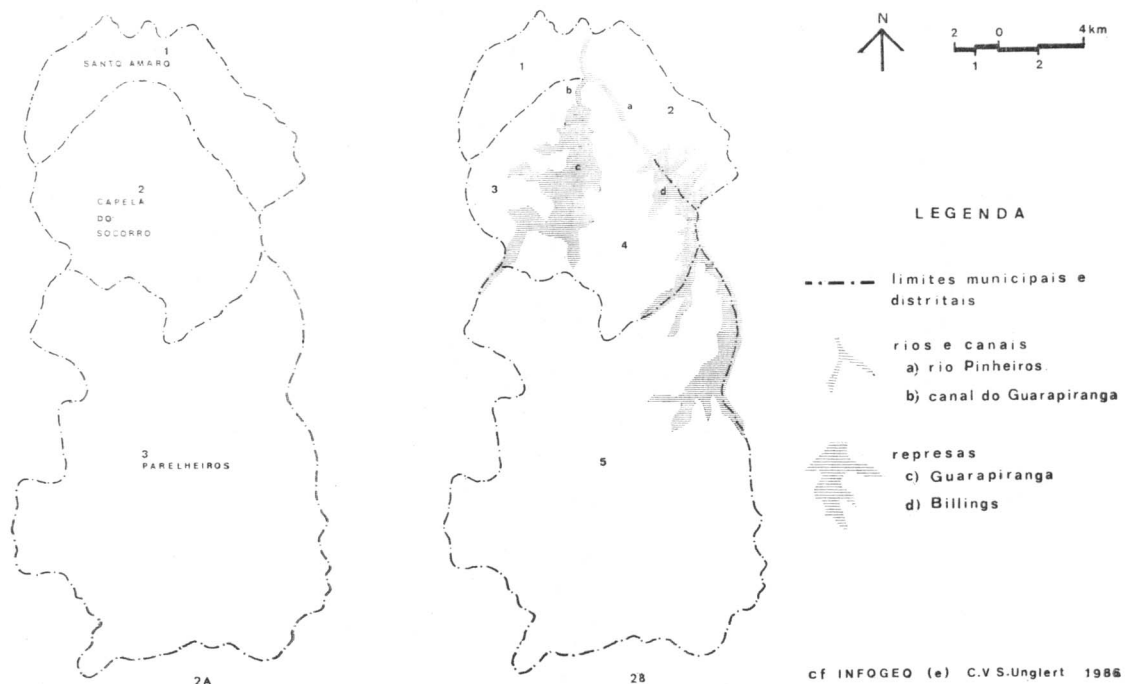 1
SANTO AMARO
2
CAPELA
DO
SOCORRO
3
PARELHEIROS
2A
1
b
a
2
c
3
d
4
5
2B
N
2 0 4 km
1 2
LEGENDA
limites municipais e
distritais
rios e canais
a) rio Pinheiros.
b) canal do Guarapiranga
represas
c) Guarapiranga
d) Billings
cf INFOGEO (e) C.V S.Unglert 1986